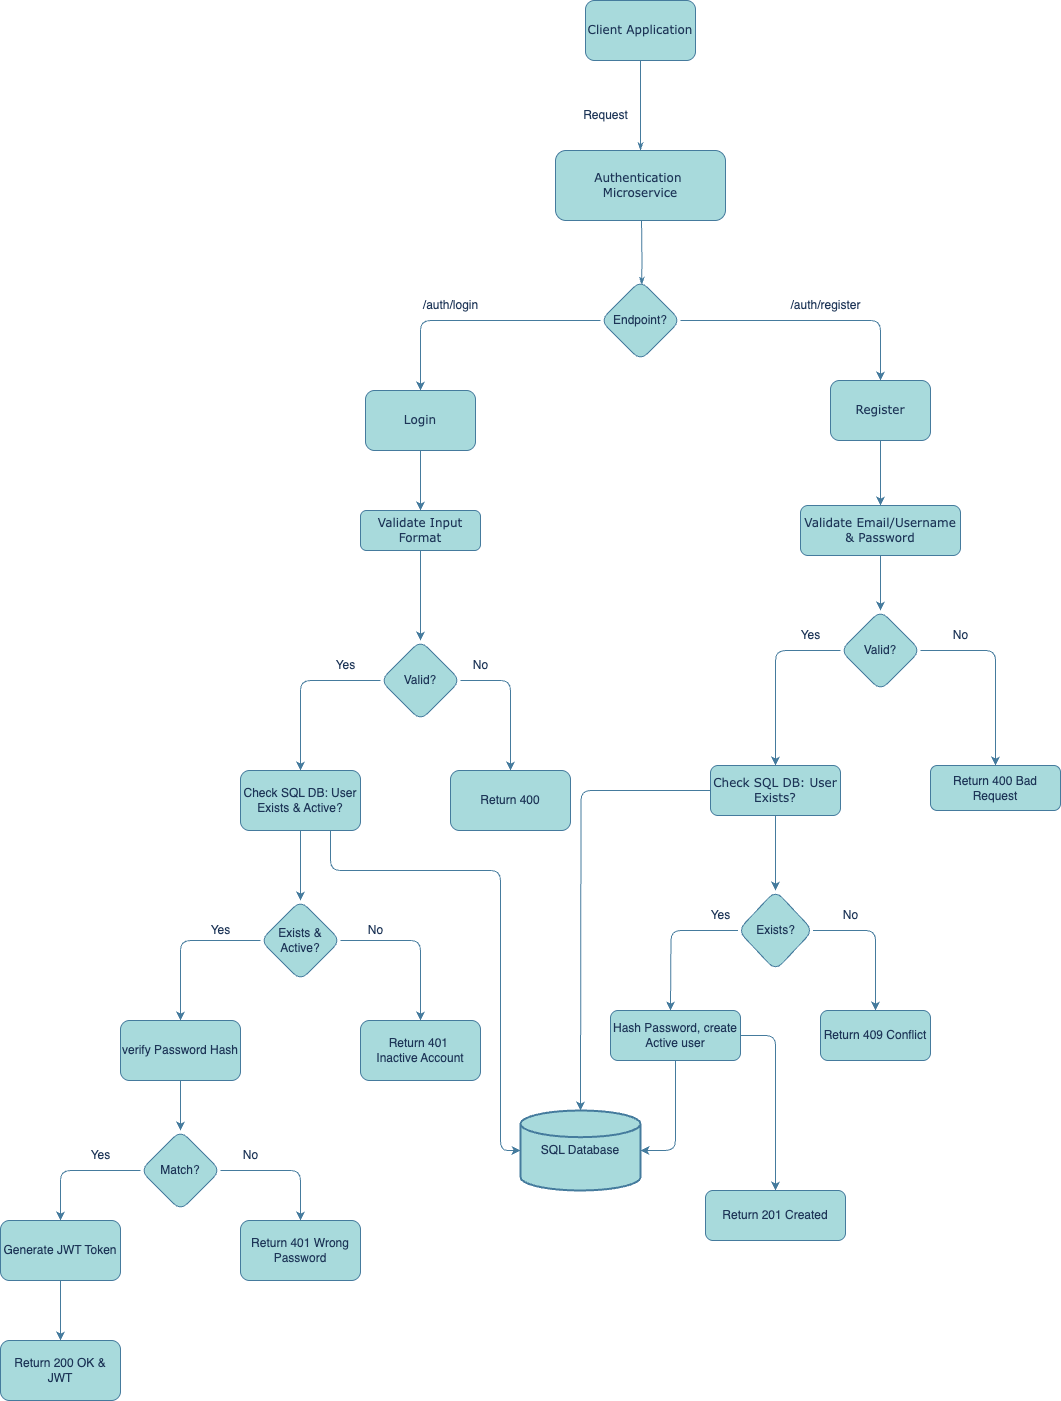 Client Application
Request
Authentication
Microservice
Endpoint?
/auth/login
/auth/register
Login
Register
Validate Input
Format
Validate Email/Username
& Password
Valid?
Yes
No
Valid?
Yes
No
Check SQL DB: User
Exists & Active?
Return 400
Check SQL DB: User
Exists?
Return 400 Bad
Request
Exists &
Active?
Yes
No
Exists?
Yes
No
verify Password Hash
Return 401
Inactive Account
Hash Password, create
Active user
Return 409 Conflict
SQL Database
Match?
Yes
No
Generate JWT Token
Return 401 Wrong
Password
Return 201 Created
Return 200 OK &
JWT